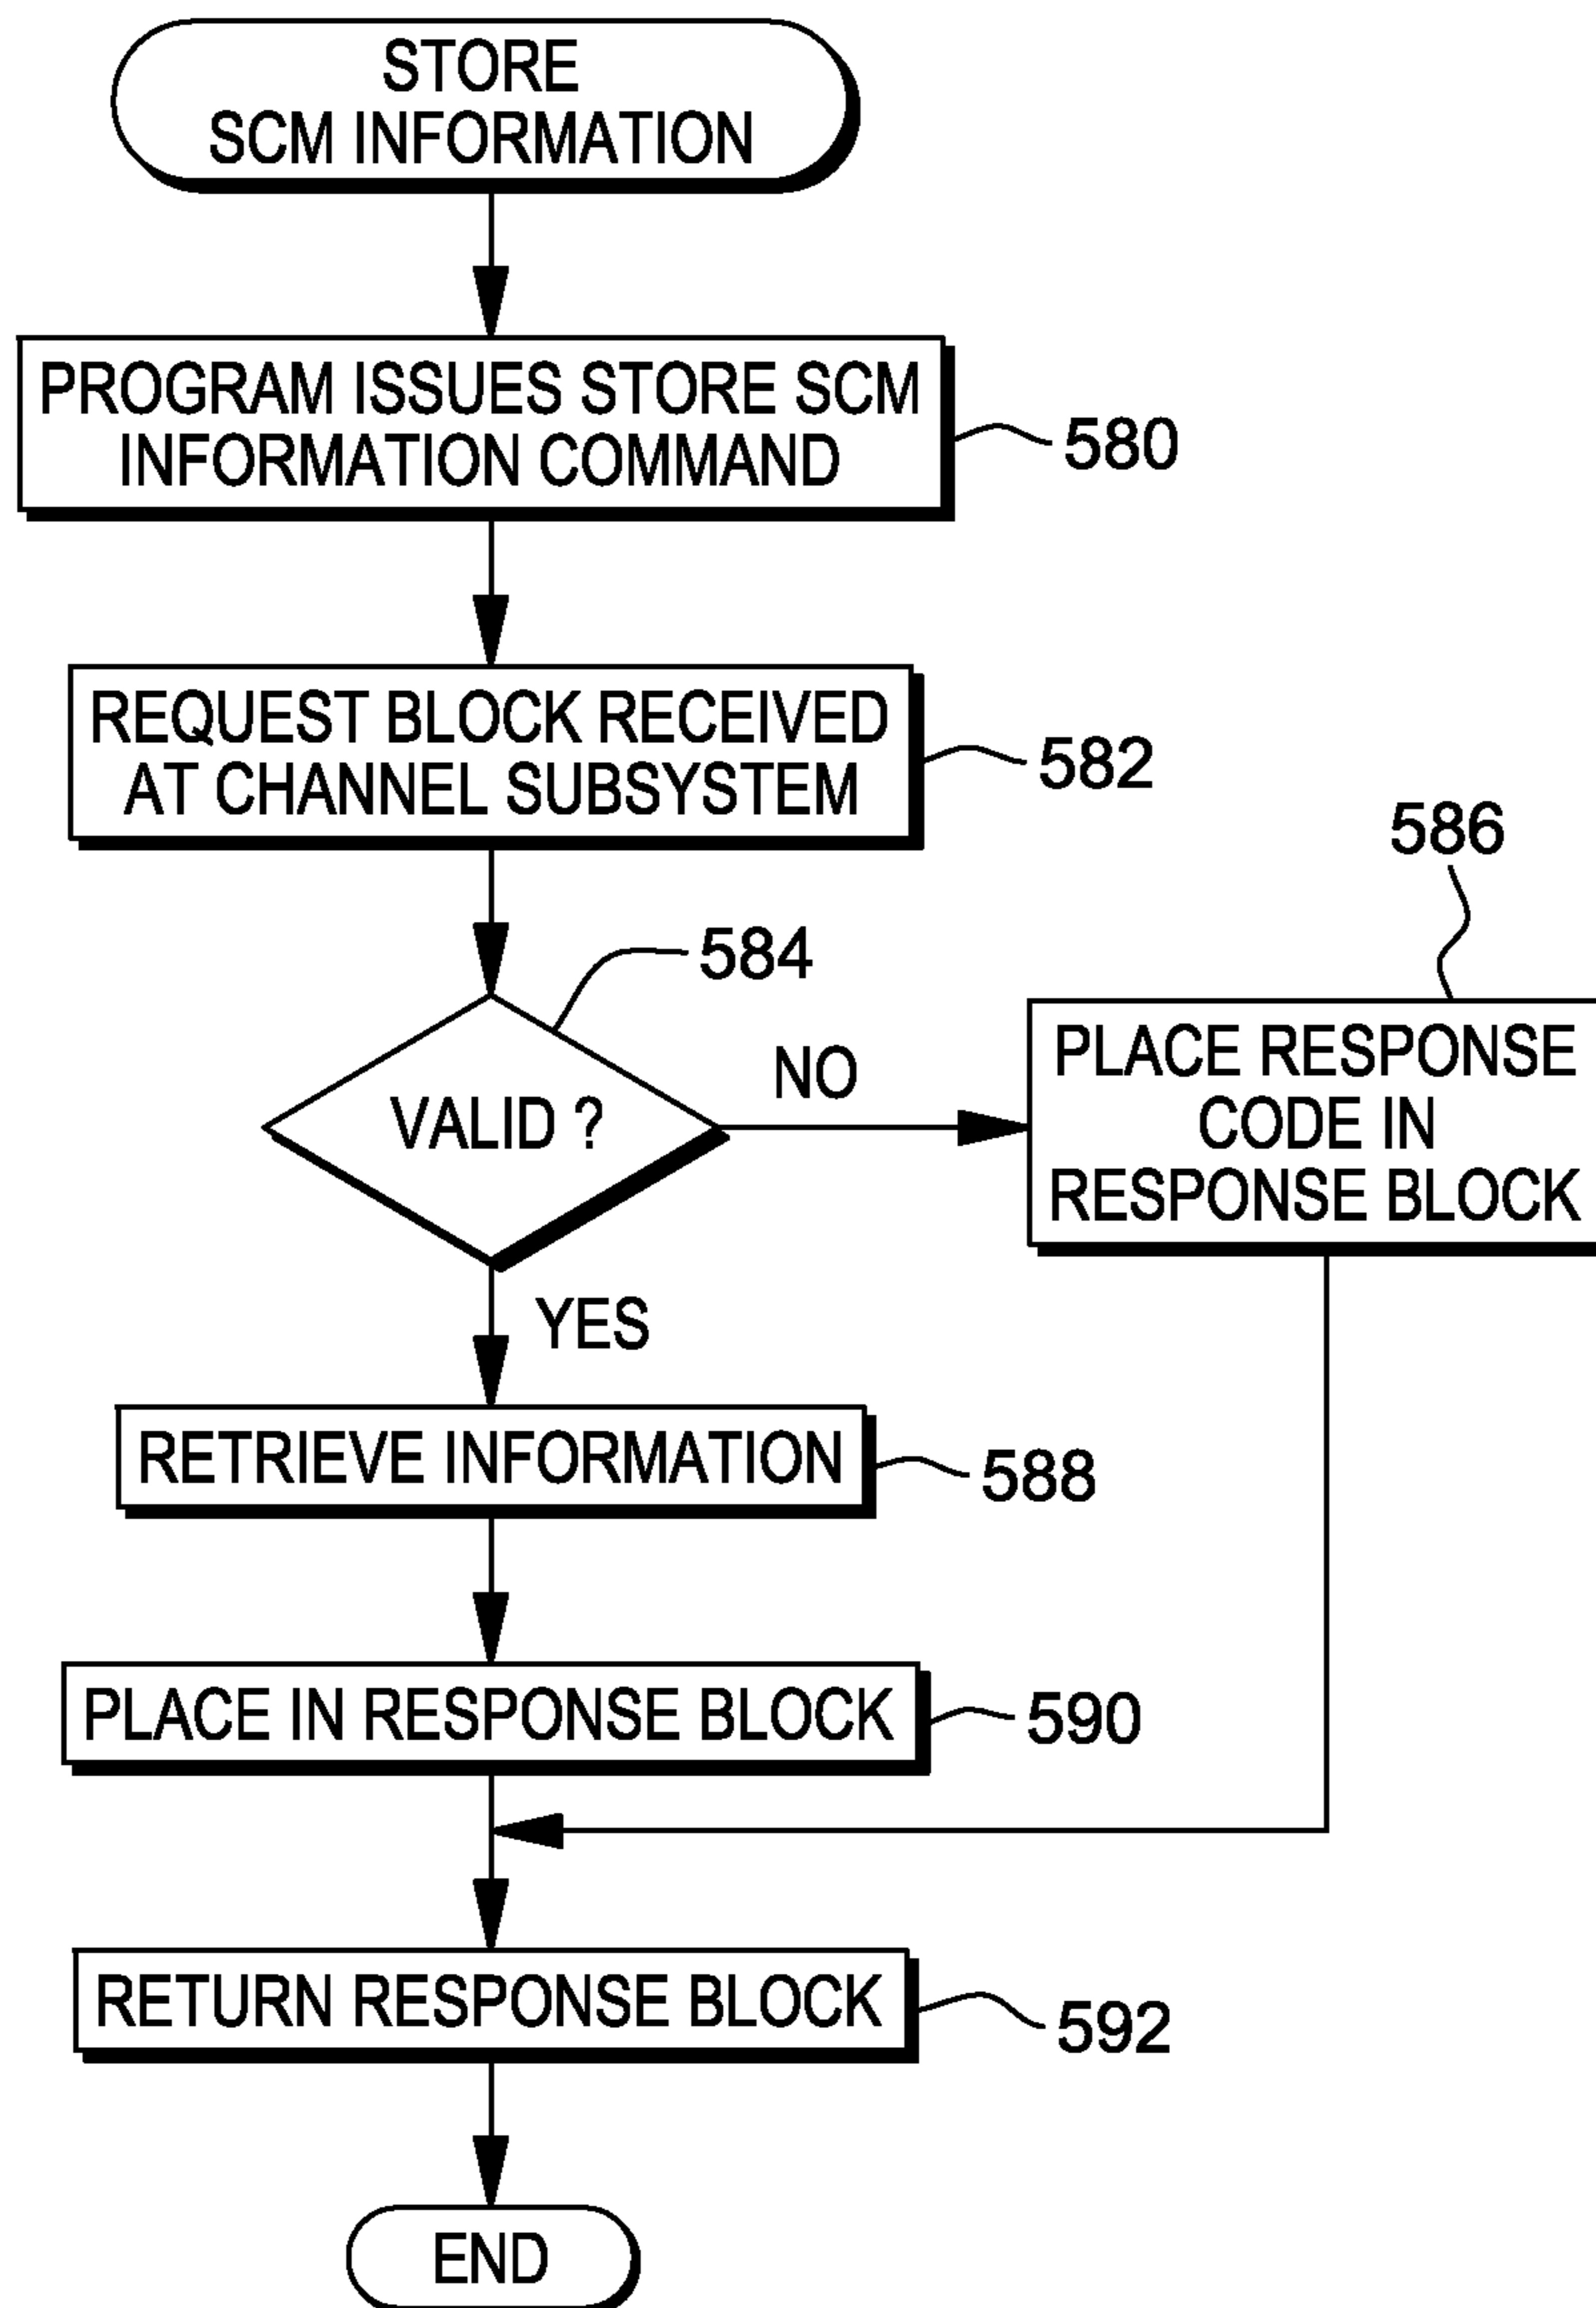 STORE
SCM INFORMATION
PROGRAM ISSUES STORE SCM
INFORMATION COMMAND
580
REQUEST BLOCK RECEIVED
AT CHANNEL SUBSYSTEM
582
584
VALID ?
NO
586
PLACE RESPONSE
CODE IN
RESPONSE BLOCK
YES
RETRIEVE INFORMATION
588
PLACE IN RESPONSE BLOCK
590
RETURN RESPONSE BLOCK
592
END